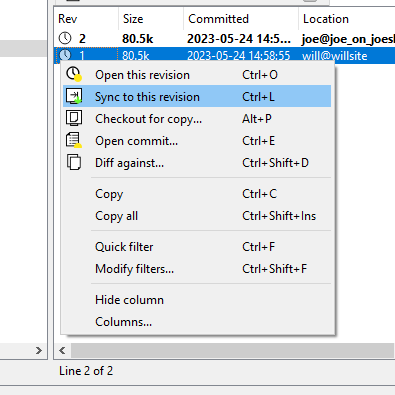 Rev Size Committed Location
2 80.5k 2023-05-24 14:5... joe@joe_on_joes
1 80.5k 2023-05-24 14:58:55 will@willsite
Open this revision Ctrl+O
Sync to this revision Ctrl+L
Checkout for copy... Alt+P
Open commit... Ctrl+E
Diff against... Ctrl+Shift+D
Copy Ctrl+C
Copy all Ctrl+Shift+Ins
Quick filter Ctrl+F
Modify filters... Ctrl+Shift+F
Hide column
Columns...
Line 2 of 2